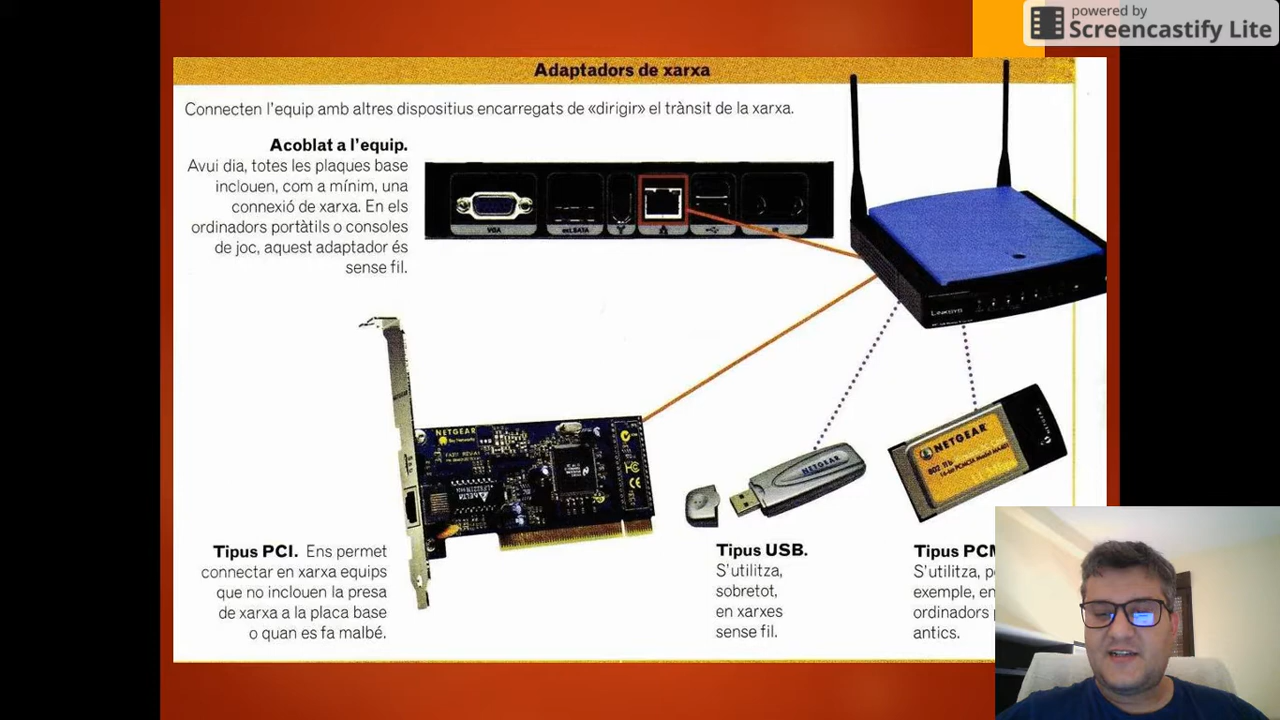 powered by
Screencastify Lite
Adaptadors de xarxa
Connecten l'equip amb altres dispositius encarregats de «dirigir» el trànsit de la xarxa.
Acoblat a l'equip.
Avui dia, totes les plaques base
inclouen, com a mínim, una
connexió de xarxa. En els
ordinadors portàtils o consoles
de joc, aquest adaptador és
sense fil.
VGA
LINKSYS
NETGEAR
NETGEAR
NETGEAR
Tipus PCI. Ens permet
connectar en xarxa equips
que no inclouen la presa
de xarxa a la placa base
o quan es fa malbé.
Tipus USB.
S'utilitza,
sobretot,
en xarxes
sense fil.
Tipus PCM
S'utilitza, p
exemple, en
ordinadors p
antics.